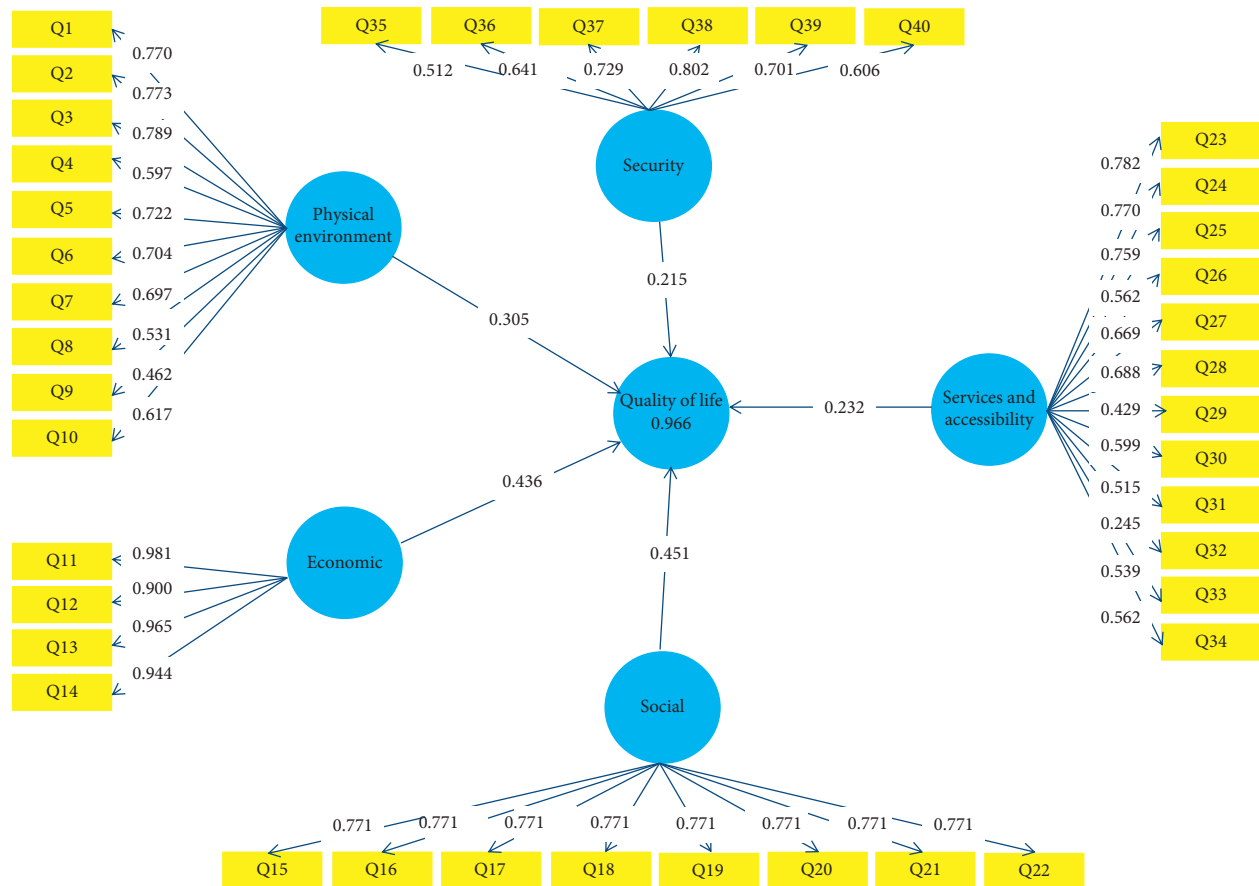 Q35
Q36
Q37
Q38
Q39
Q40
0.512
0.641
0.729
0.802
0.701
0.606
Security
0.215
Q1
Q2
Q3
Q4
Q5
Q6
Q7
Q8
Q9
Q10
0.770
0.773
0.789
0.597
0.722
0.704
0.697
0.531
0.462
0.617
Physical
environment
0.305
Quality of life
0.966
0.232
Services and
accessibility
0.782
0.770
0.759
0.562
0.669
0.688
0.429
0.599
0.515
0.245
0.539
0.562
Q23
Q24
Q25
Q26
Q27
Q28
Q29
Q30
Q31
Q32
Q33
Q34
Q11
Q12
Q13
Q14
0.981
0.900
0.965
0.944
Economic
0.436
0.451
Social
0.771
0.771
0.771
0.771
0.771
0.771
0.771
0.771
Q15
Q16
Q17
Q18
Q19
Q20
Q21
Q22